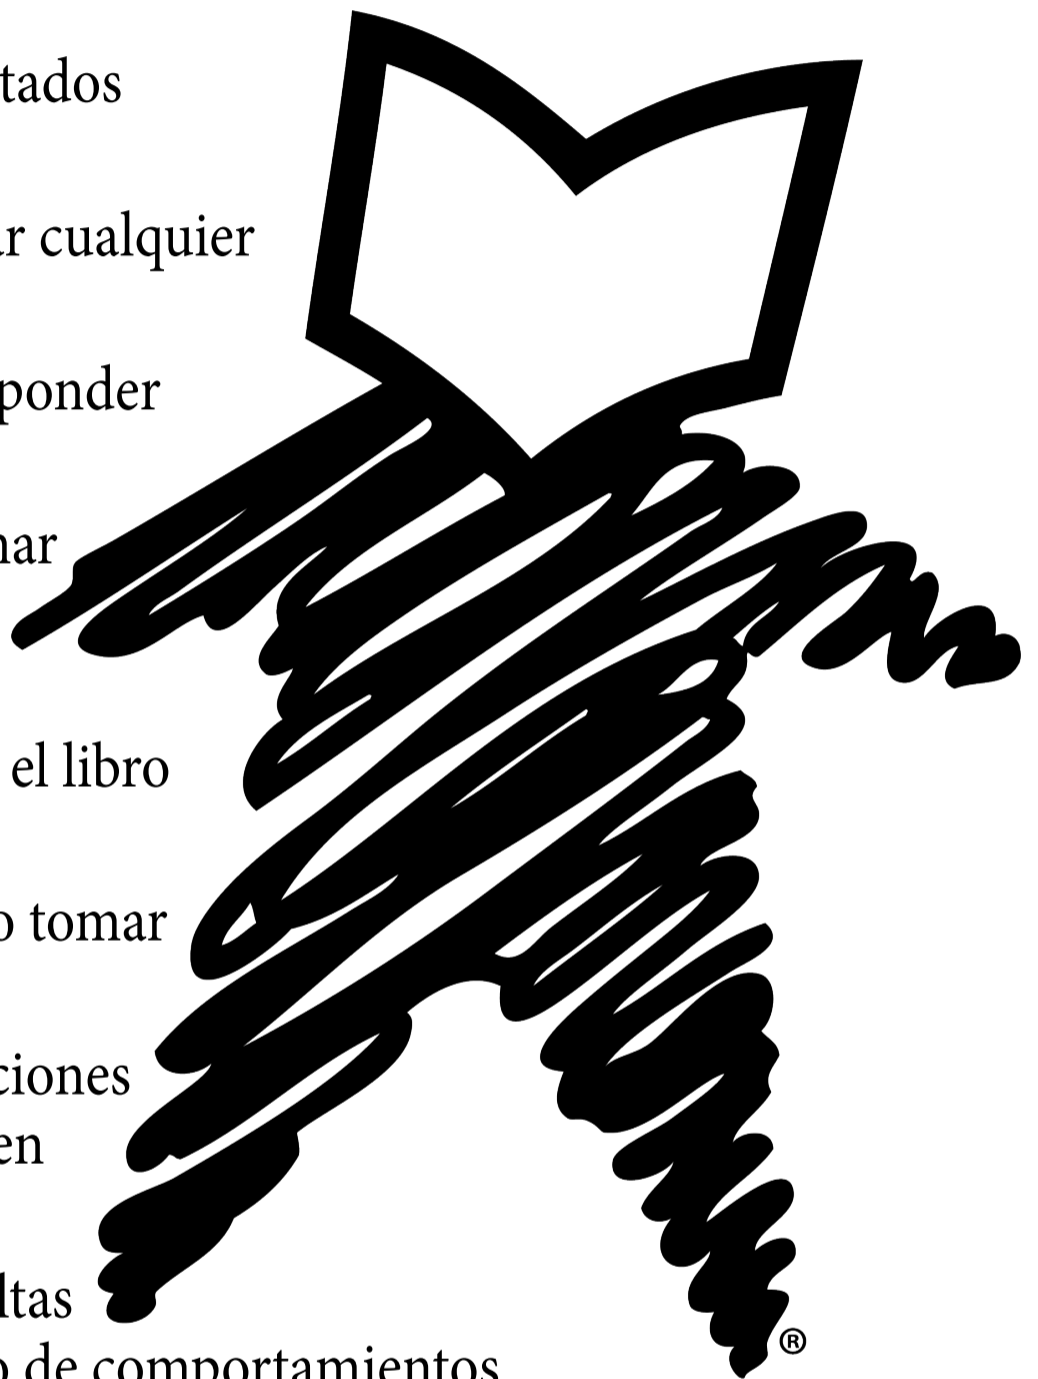 tados
r cualquier
ponder
nar
el libro
o tomar
ciones
en
ltas
®
o de comportamientos